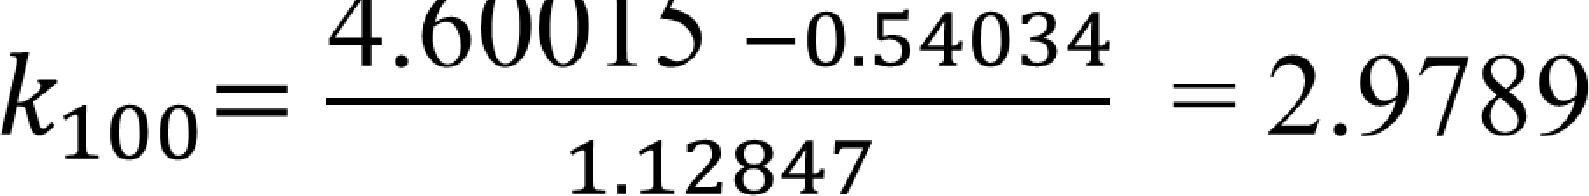 k₁₀₀ = (4.60015 −0.54034) / 1.12847 = 2.9789